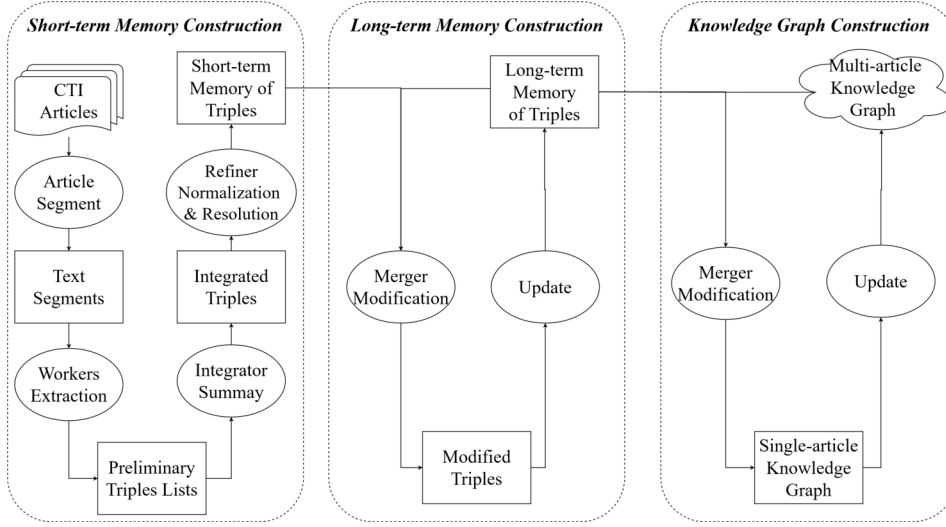 Short-term Memory Construction
CTI
Articles
Article
Segment
Text
Segments
Workers
Extraction
Preliminary
Triples Lists
Integrator
Summay
Integrated
Triples
Refiner
Normalization
& Resolution
Short-term
Memory of
Triples
Long-term Memory Construction
Merger
Modification
Modified
Triples
Update
Long-term
Memory
of Triples
Knowledge Graph Construction
Merger
Modification
Single-article
Knowledge
Graph
Update
Multi-article
Knowledge
Graph